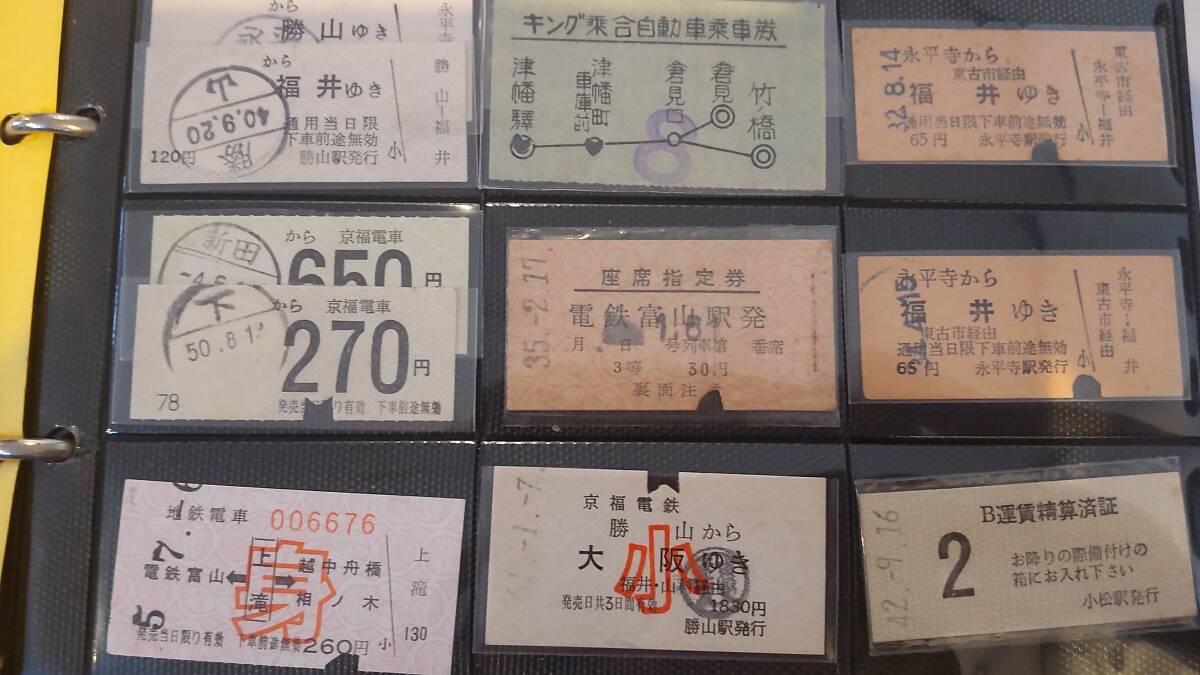 から
勝山ゆき
永平寺
から
福井ゆき
通用当日限
下車前途無効
120円
勝山駅発行
小
勝山―福井
勝山
40.9.20
キング乗合自動車乗車券
津幡驛
津幡町
車庫前
倉見口
倉見
竹ノ橋
8
32.8.14
永平寺から
東古市経由
福井ゆき
通用当日限下車前途無効
65円
永平寺駅発行
小
東古市経由
永平寺―福井
新田
から 京福電車
650円
下
から 京福電車
50.8.1
270円
78
発売当日限り有効 下車前途無効
35.-2.17
座席指定券
電鉄富山駅発
月 日 号列車第 番席
3等 30円
裏面注意
永平寺から
福井ゆき
東古市経由
通用当日限下車前途無効
65円
永平寺駅発行
小
永平寺―福井
東古市経由
地鉄電車
006676
電鉄富山
上滝
越中舟橋
相ノ木
身
発売当日限り有効 下車前途無効
260円
小
上滝
130
京福電鉄
勝山から
大阪ゆき
小
福井・山科経由
発売日共3日間有効
1830円
勝山駅発行
42.-9.16
B運賃精算済証
2
お降りの際備付けの
箱にお入れ下さい
小松駅発行